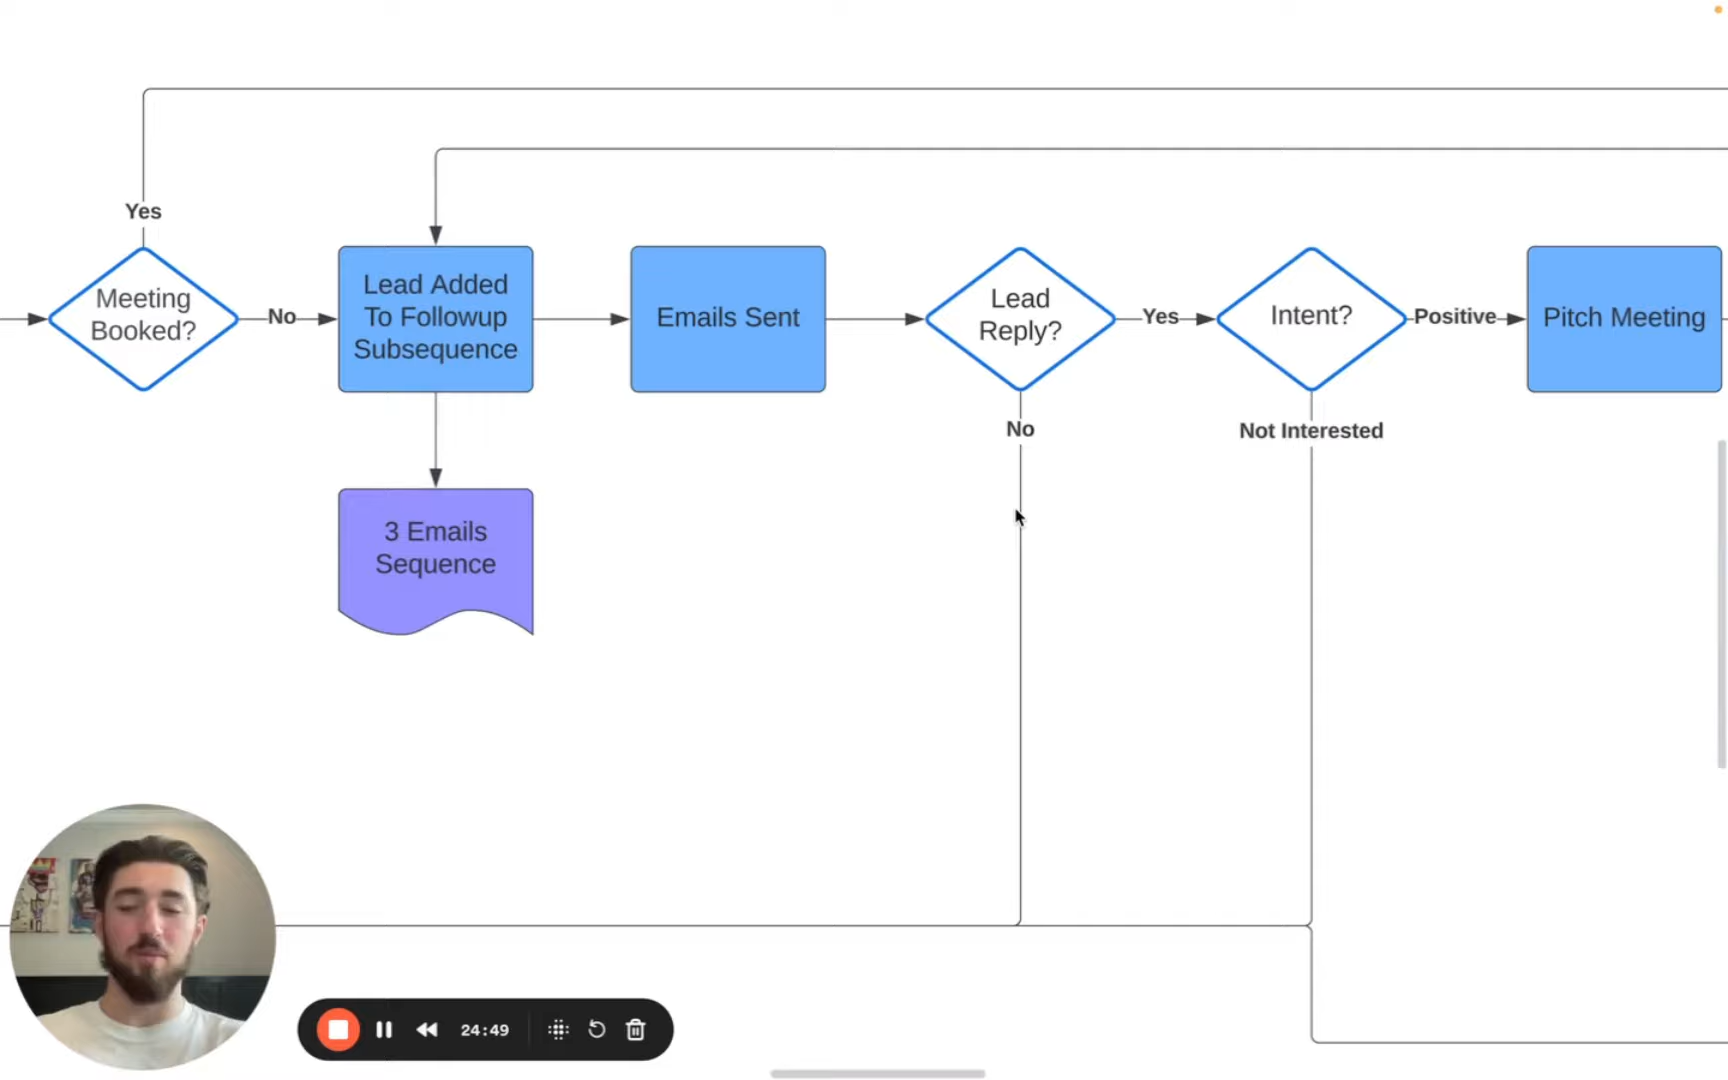 Yes
Meeting
Booked?
No
Lead Added
To Followup
Subsequence
Emails Sent
Lead
Reply?
Yes
Intent?
Positive
Pitch Meeting
No
Not Interested
3 Emails
Sequence
24:49